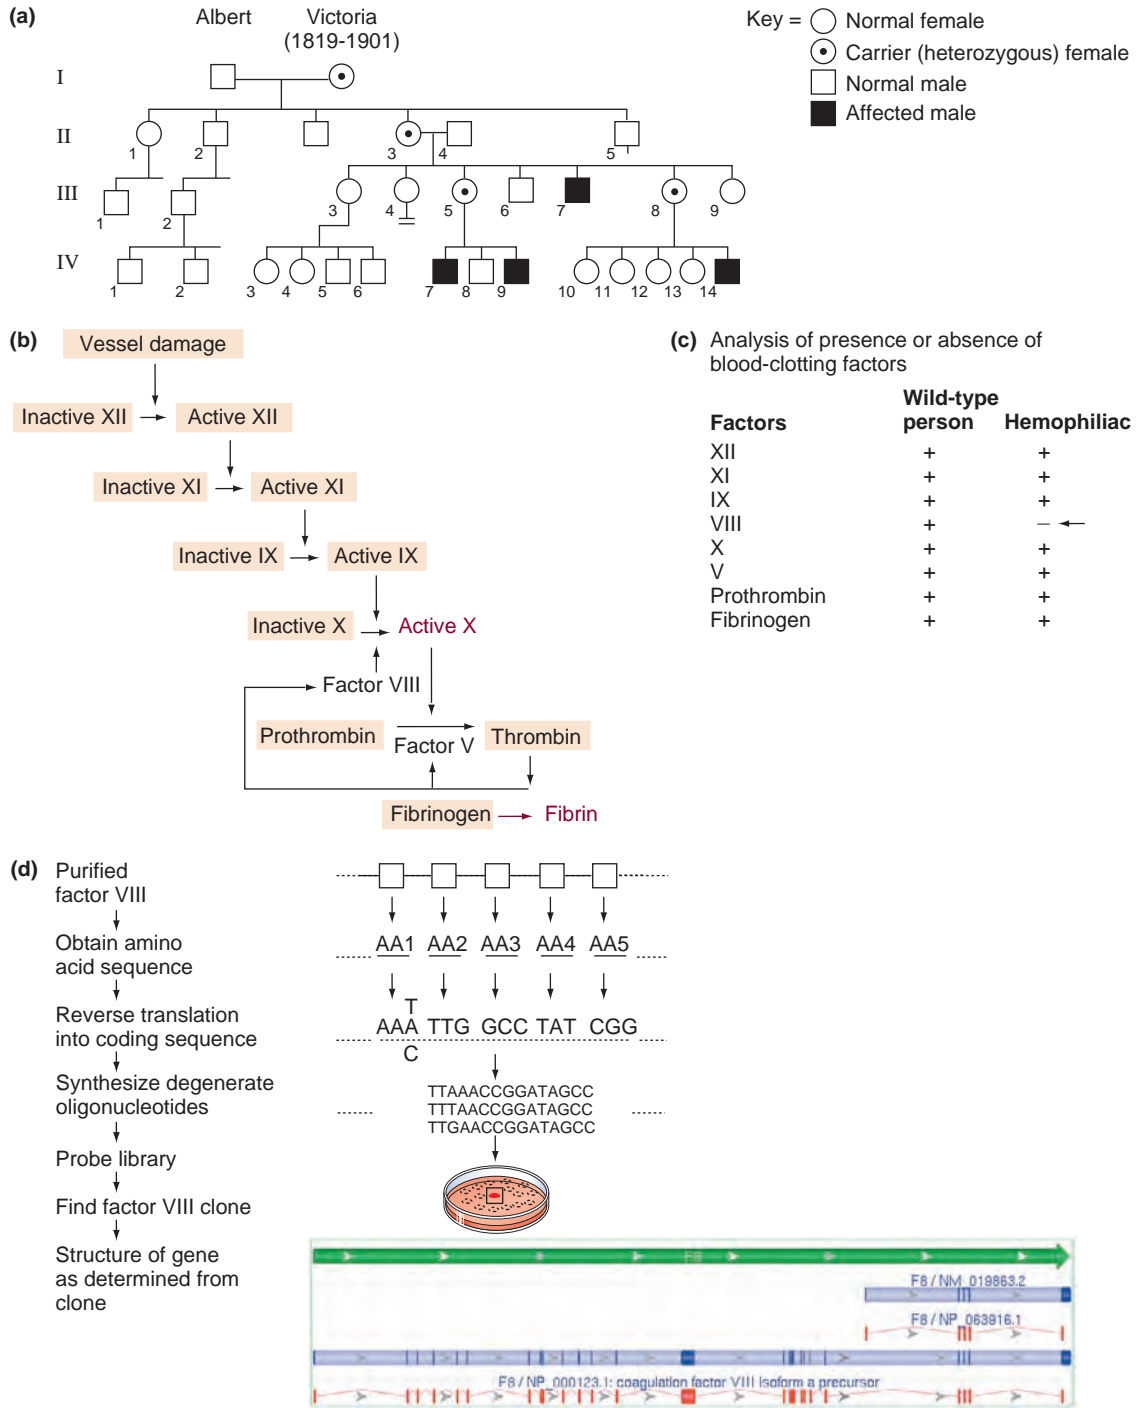 (a)
Albert
Victoria
(1819-1901)
Key =
Normal female
Carrier (heterozygous) female
Normal male
Affected male
I
II
1
2
3
4
5
III
1
2
3
4
5
6
7
8
9
IV
1
2
3
4
5
6
7
8
9
10
11
12
13
14
(b)
Vessel damage
Inactive XII
Active XII
Inactive XI
Active XI
Inactive IX
Active IX
Inactive X
Active X
Factor VIII
Prothrombin
Factor V
Thrombin
Fibrinogen
Fibrin
(c) Analysis of presence or absence of
blood-clotting factors
Factors Wild-type person Hemophiliac
XII + +
XI + +
IX + +
VIII + –
X + +
V + +
Prothrombin + +
Fibrinogen + +
(d)
Purified
factor VIII
Obtain amino
acid sequence
AA1 AA2 AA3 AA4 AA5
Reverse translation
into coding sequence
T
AAA TTG GCC TAT CGG
C
Synthesize degenerate
oligonucleotides
TTAAACCGGATAGCC
TTTAACCGGATAGCC
TTGAACCGGATAGCC
Probe library
Find factor VIII clone
Structure of gene
as determined from
clone
F8
F8 / NM_019863.2
F8 / NP_063916.1
F8 / NP_000123.1: coagulation factor VIII isoform a precursor